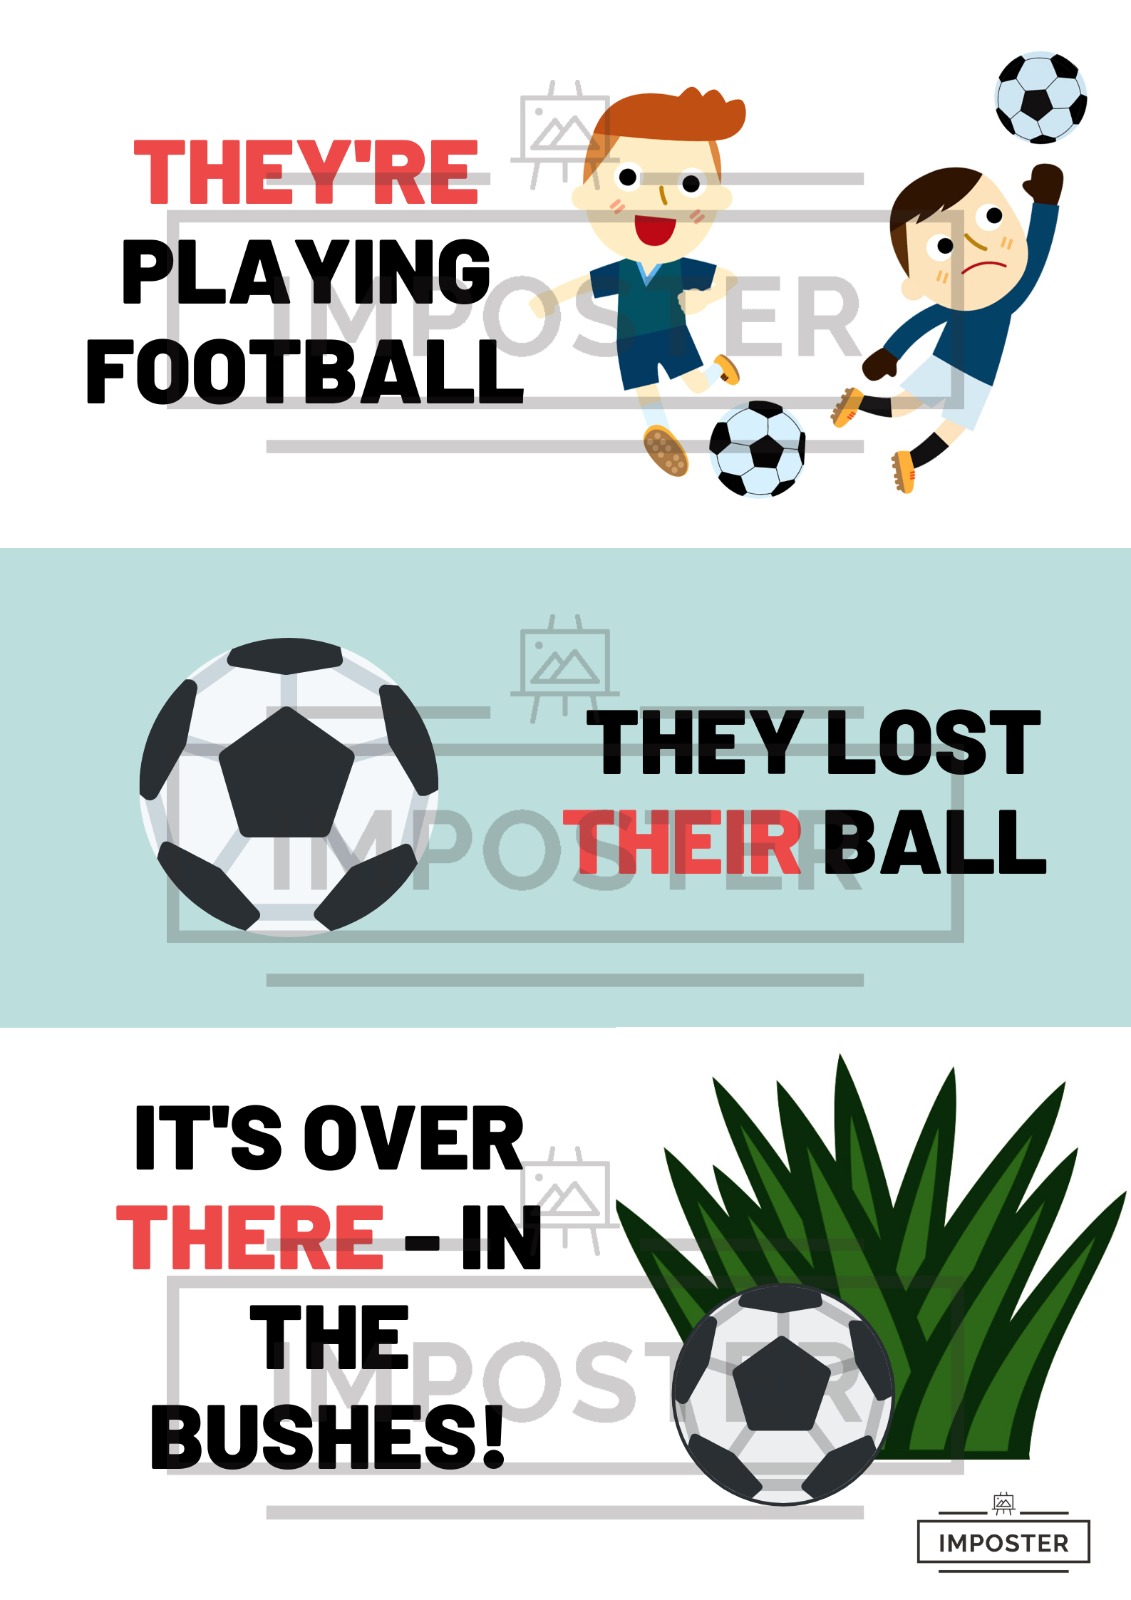 THEY'RE
PLAYING
FOOTBALL
IMPOSTER
THEY LOST
THEIR BALL
IMPOSTER
IT'S OVER
THERE – IN
THE
BUSHES!
IMPOSTER
IMPOSTER